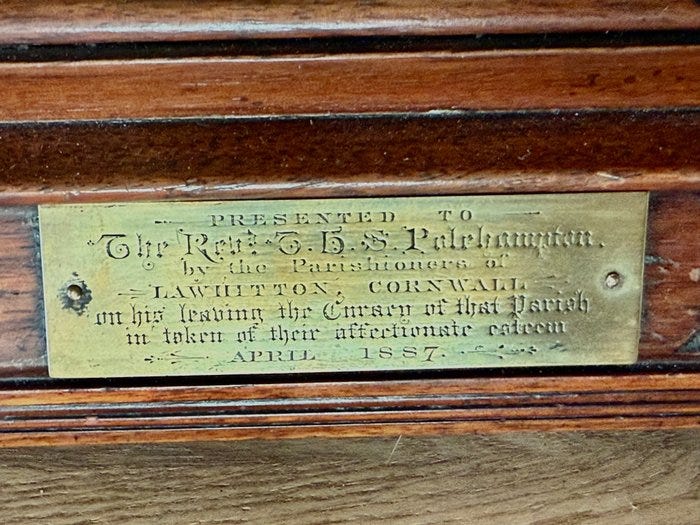 PRESENTED TO
The Revd. T. H. S. Polehampton.
by the Parishioners of
LAWHITTON, CORNWALL
on his leaving the Curacy of that Parish
in token of their affectionate esteem
APRIL 1887.